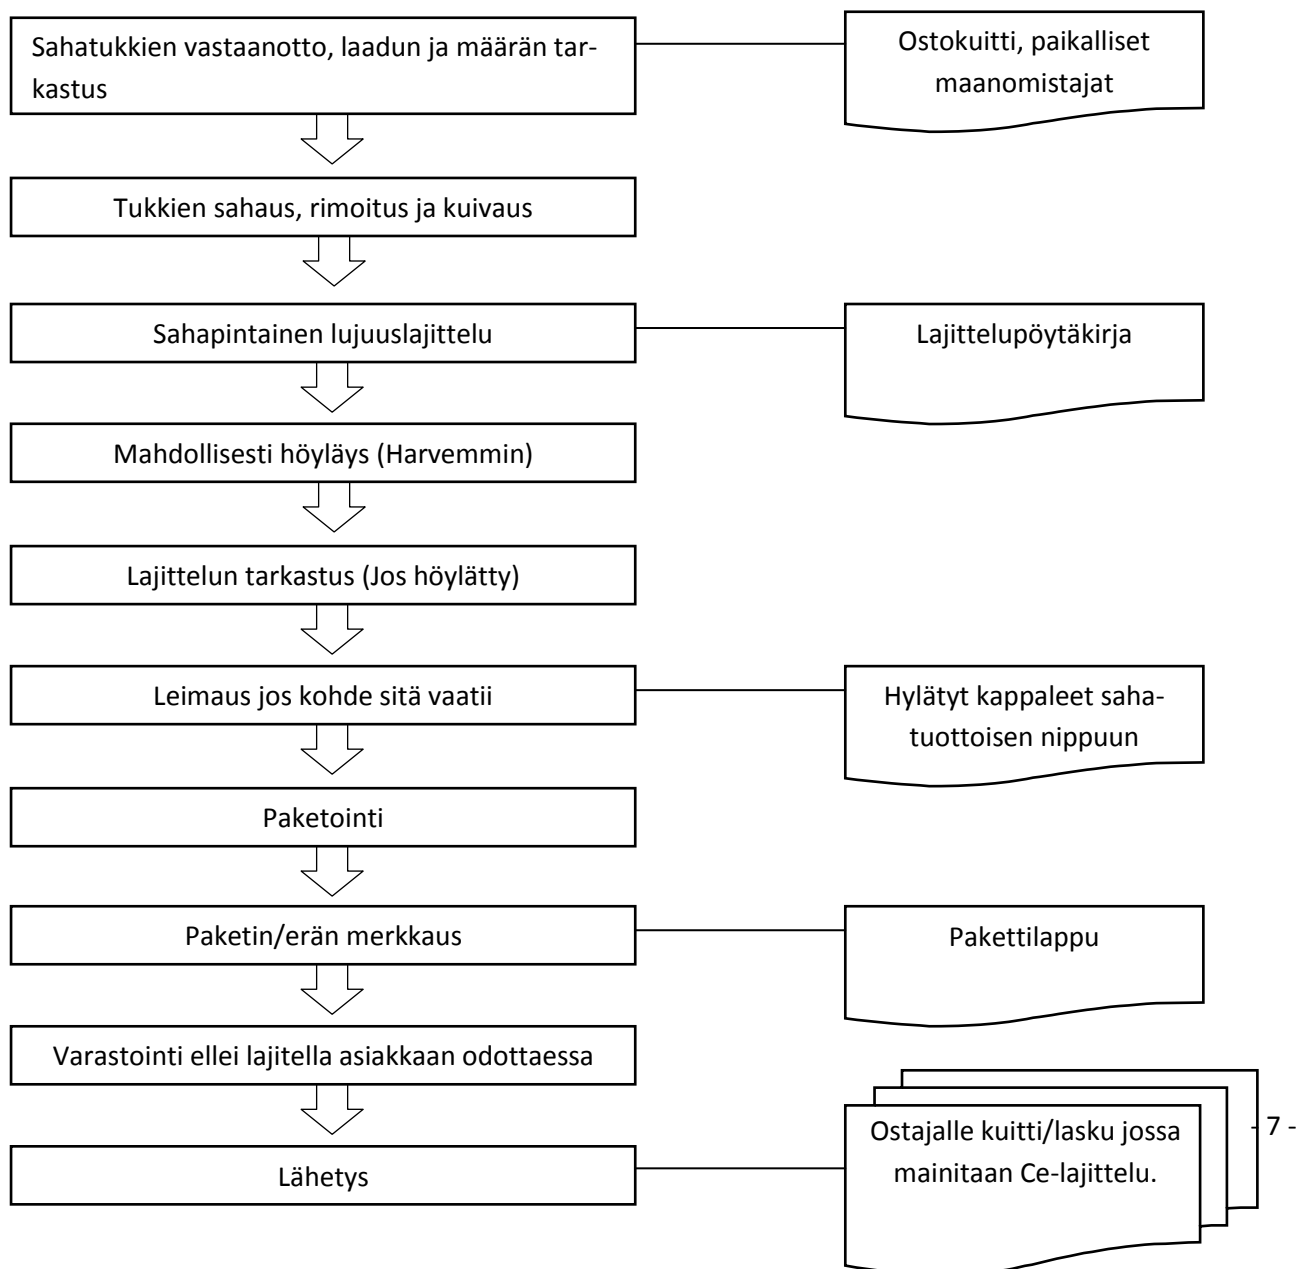 Sahatukkien vastaanotto, laadun ja määrän tar-
kastus
Ostokuitti, paikalliset
maanomistajat
Tukkien sahaus, rimoitus ja kuivaus
Sahapintainen lujuuslajittelu
Lajittelupöytäkirja
Mahdollisesti höyläys (Harvemmin)
Lajittelun tarkastus (Jos höylätty)
Leimaus jos kohde sitä vaatii
Hylätyt kappaleet saha-
tuottoisen nippuun
Paketointi
Paketin/erän merkkaus
Pakettilappu
Varastointi ellei lajitella asiakkaan odottaessa
Lähetys
Ostajalle kuitti/lasku jossa
mainitaan Ce-lajittelu.
- 7 -